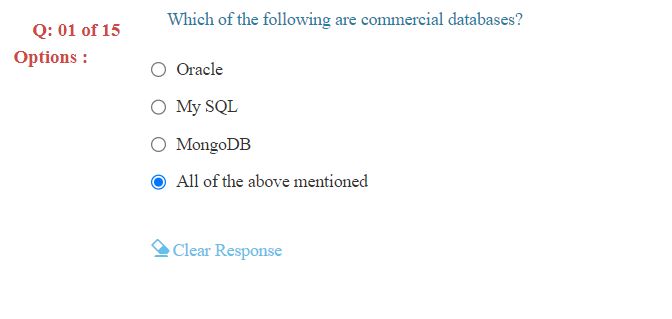 Which of the following are commercial databases?
Q: 01 of 15
Options :
Oracle
My SQL
MongoDB
All of the above mentioned
Clear Response